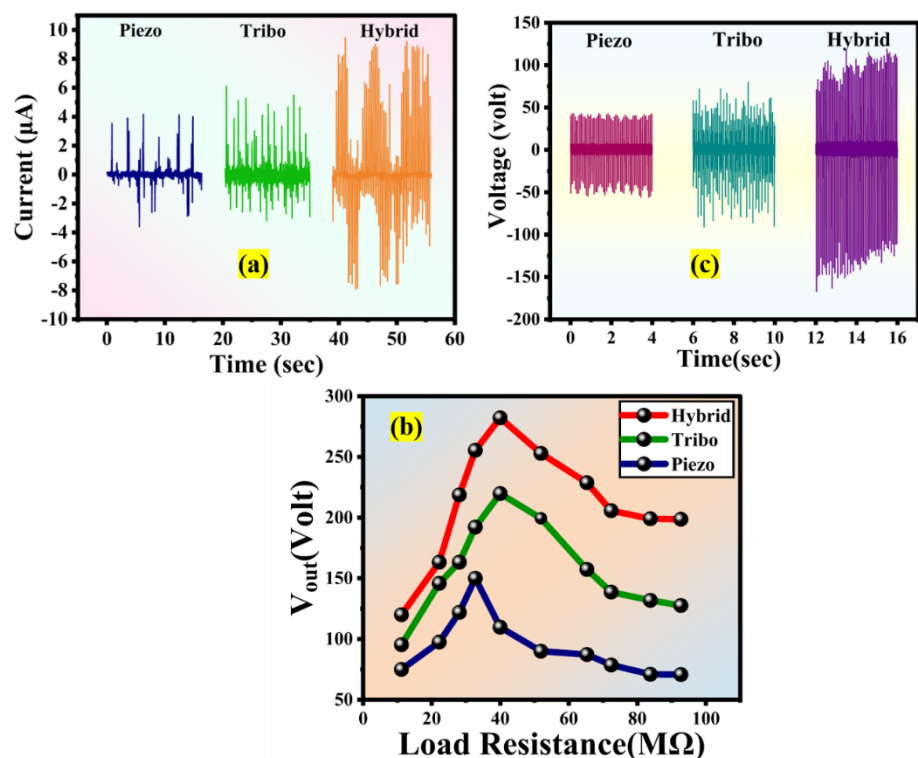 Piezo Tribo Hybrid
10
8
6
4
2
0
-2
-4
-6
-8
-10
Current (µA)
(a)
0 10 20 30 40 50 60
Time (sec)
Piezo Tribo Hybrid
150
100
50
0
-50
-100
-150
-200
Voltage (volt)
(c)
0 2 4 6 8 10 12 14 16
Time(sec)
300
250
200
150
100
50
Vout(Volt)
(b)
Hybrid
Tribo
Piezo
0 20 40 60 80 100
Load Resistance(MΩ)